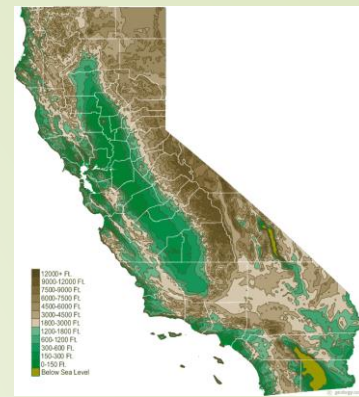 12000+ Ft.
9000-12000 Ft.
7500-9000 Ft.
6000-7500 Ft.
4500-6000 Ft.
3000-4500 Ft.
1800-3000 Ft.
1200-1800 Ft.
600-1200 Ft.
300-600 Ft.
150-300 Ft.
0-150 Ft.
Below Sea Level